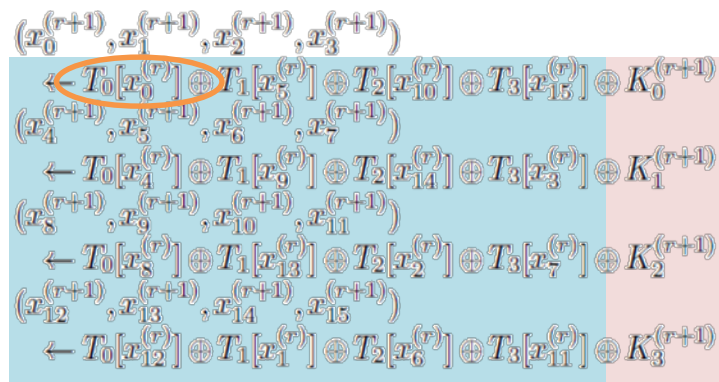 (x_0^{(r+1)}, x_1^{(r+1)}, x_2^{(r+1)}, x_3^{(r+1)})
← T_0[x_0^{(r)}] ⊕ T_1[x_5^{(r)}] ⊕ T_2[x_{10}^{(r)}] ⊕ T_3[x_{15}^{(r)}] ⊕ K_0^{(r+1)}
(x_4^{(r+1)}, x_5^{(r+1)}, x_6^{(r+1)}, x_7^{(r+1)})
← T_0[x_4^{(r)}] ⊕ T_1[x_9^{(r)}] ⊕ T_2[x_{14}^{(r)}] ⊕ T_3[x_3^{(r)}] ⊕ K_1^{(r+1)}
(x_8^{(r+1)}, x_9^{(r+1)}, x_{10}^{(r+1)}, x_{11}^{(r+1)})
← T_0[x_8^{(r)}] ⊕ T_1[x_{13}^{(r)}] ⊕ T_2[x_2^{(r)}] ⊕ T_3[x_7^{(r)}] ⊕ K_2^{(r+1)}
(x_{12}^{(r+1)}, x_{13}^{(r+1)}, x_{14}^{(r+1)}, x_{15}^{(r+1)})
← T_0[x_{12}^{(r)}] ⊕ T_1[x_1^{(r)}] ⊕ T_2[x_6^{(r)}] ⊕ T_3[x_{11}^{(r)}] ⊕ K_3^{(r+1)}